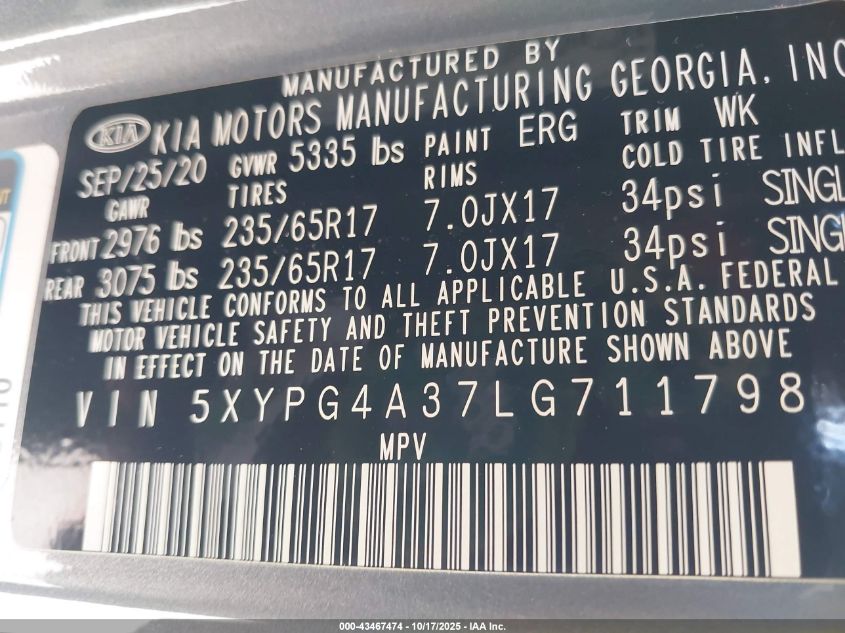 MANUFACTURED BY
KIA KIA MOTORS MANUFACTURING GEORGIA, INC
SEP/25/20 GVWR 5335 lbs PAINT ERG TRIM WK
GAWR TIRES RIMS COLD TIRE INFL
FRONT 2976 lbs 235/65R17 7.0JX17 34psi SINGL
REAR 3075 lbs 235/65R17 7.0JX17 34psi SING
THIS VEHICLE CONFORMS TO ALL APPLICABLE U.S.A. FEDERAL
MOTOR VEHICLE SAFETY AND THEFT PREVENTION STANDARDS
IN EFFECT ON THE DATE OF MANUFACTURE SHOWN ABOVE
VIN 5XYPG4A37LG711798
MPV
000-43467474 - 10/17/2025 - IAA Inc.